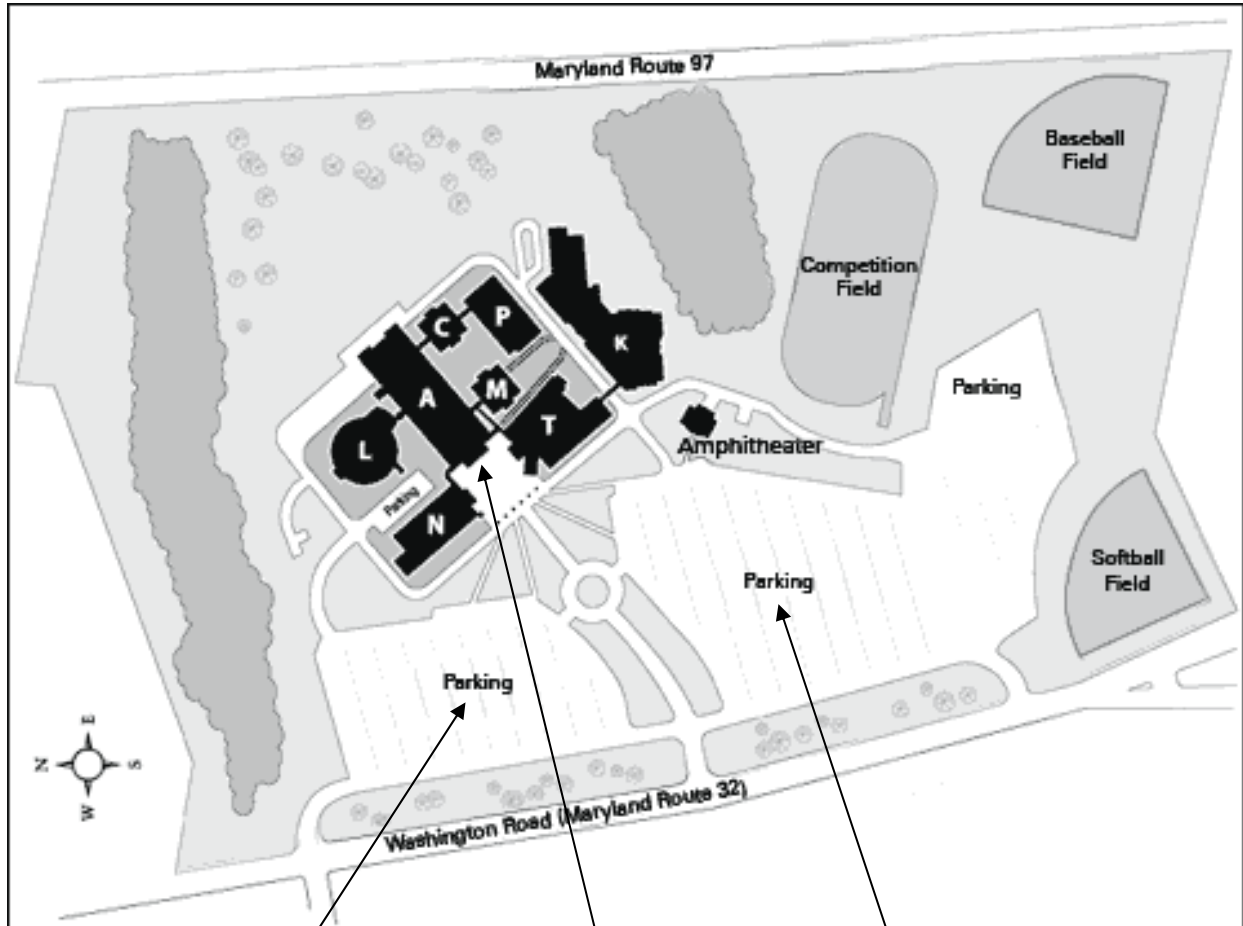 Maryland Route 97
Baseball
Field
Competition
Field
C
P
K
M
A
Parking
T
L
Amphitheater
Parking
N
Softball
Field
Parking
Parking
E
N
S
W
Washington Road (Maryland Route 32)